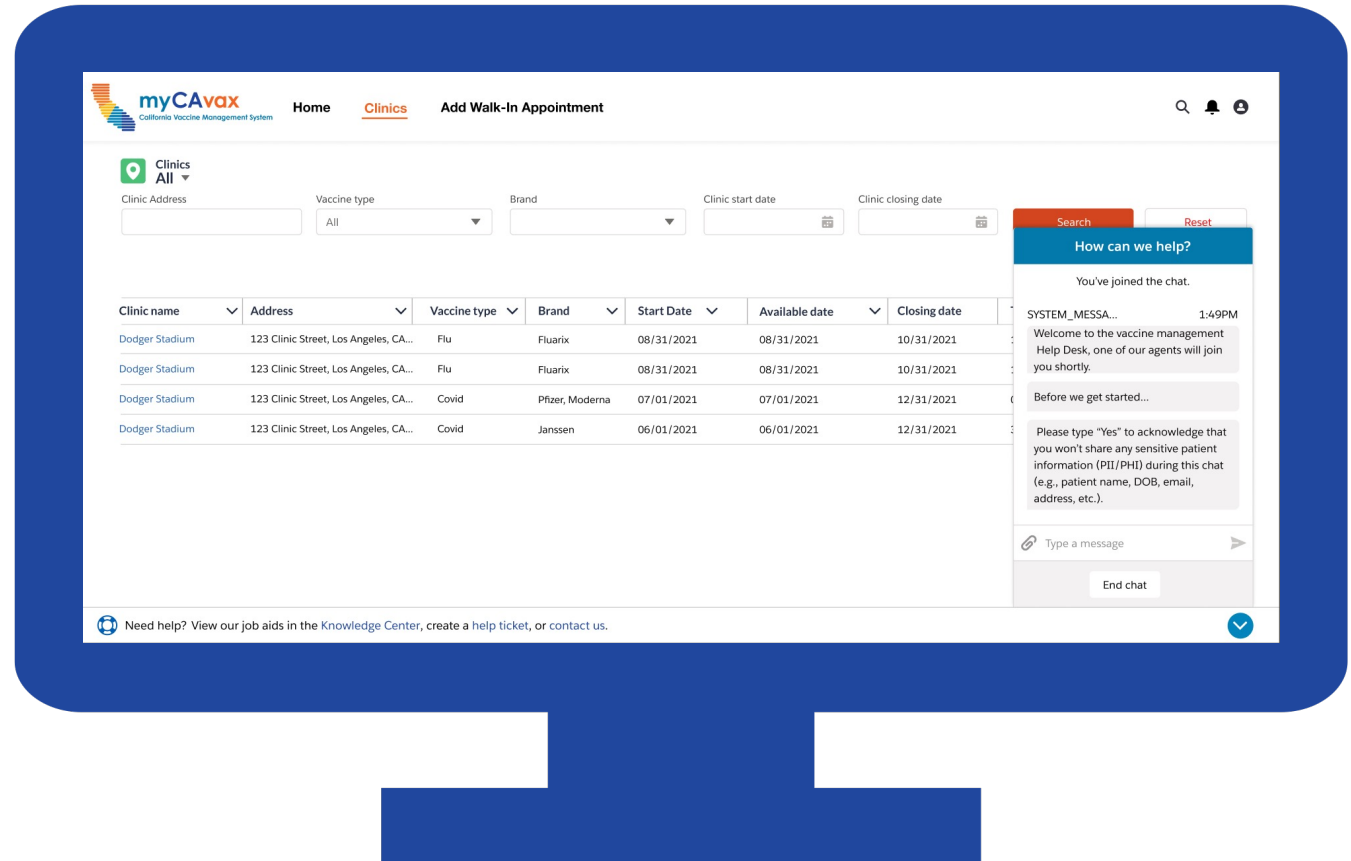 myCAvax
California Vaccine Management System
Home Clinics Add Walk-In Appointment
Clinics
All
Clinic Address Vaccine type Brand Clinic start date Clinic closing date
All
Search Reset
Clinic name Address Vaccine type Brand Start Date Available date Closing date
Dodger Stadium 123 Clinic Street, Los Angeles, CA... Flu Fluarix 08/31/2021 08/31/2021 10/31/2021
Dodger Stadium 123 Clinic Street, Los Angeles, CA... Flu Fluarix 08/31/2021 08/31/2021 10/31/2021
Dodger Stadium 123 Clinic Street, Los Angeles, CA... Covid Pfizer, Moderna 07/01/2021 07/01/2021 12/31/2021
Dodger Stadium 123 Clinic Street, Los Angeles, CA... Covid Janssen 06/01/2021 06/01/2021 12/31/2021
How can we help?
You've joined the chat.
SYSTEM_MESSA... 1:49PM
Welcome to the vaccine management
Help Desk, one of our agents will join
you shortly.
Before we get started...
Please type “Yes” to acknowledge that
you won't share any sensitive patient
information (PII/PHI) during this chat
(e.g., patient name, DOB, email,
address, etc.).
Type a message
End chat
Need help? View our job aids in the Knowledge Center, create a help ticket, or contact us.